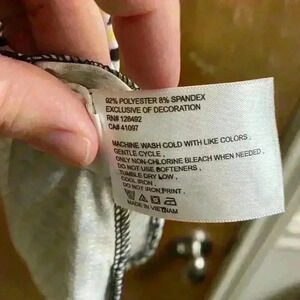 92% POLYESTER 8% SPANDEX
EXCLUSIVE OF DECORATION
RN# 128492
CA# 41097
MACHINE WASH COLD WITH LIKE COLORS .
GENTLE CYCLE .
ONLY NON-CHLORINE BLEACH WHEN NEEDED .
DO NOT USE SOFTENERS .
TUMBLE DRY LOW .
COOL IRON .
DO NOT IRON PRINT .
MADE IN VIETNAM